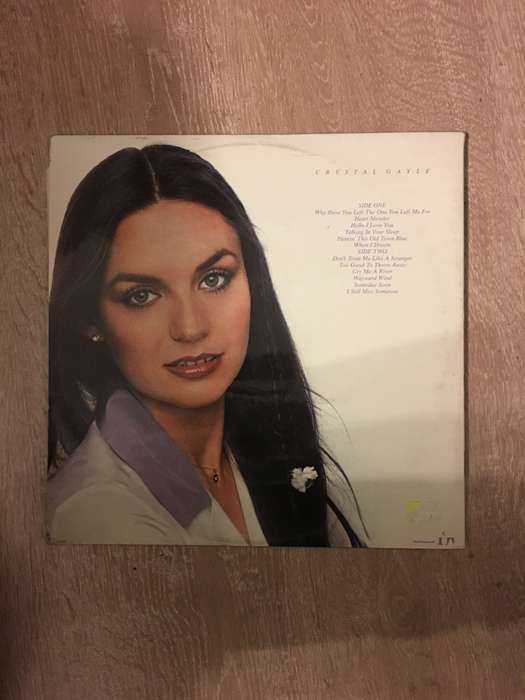 CRYSTAL GAYLE
SIDE ONE
Why Have You Left The One You Left Me For
Heart Mender
Hello I Love You
Talking In Your Sleep
Paintin' This Old Town Blue
When I Dream
SIDE TWO
Don't Treat Me Like A Stranger
Too Good To Throw Away
Cry Me A River
Wayward Wind
Someday Soon
I Still Miss Someone